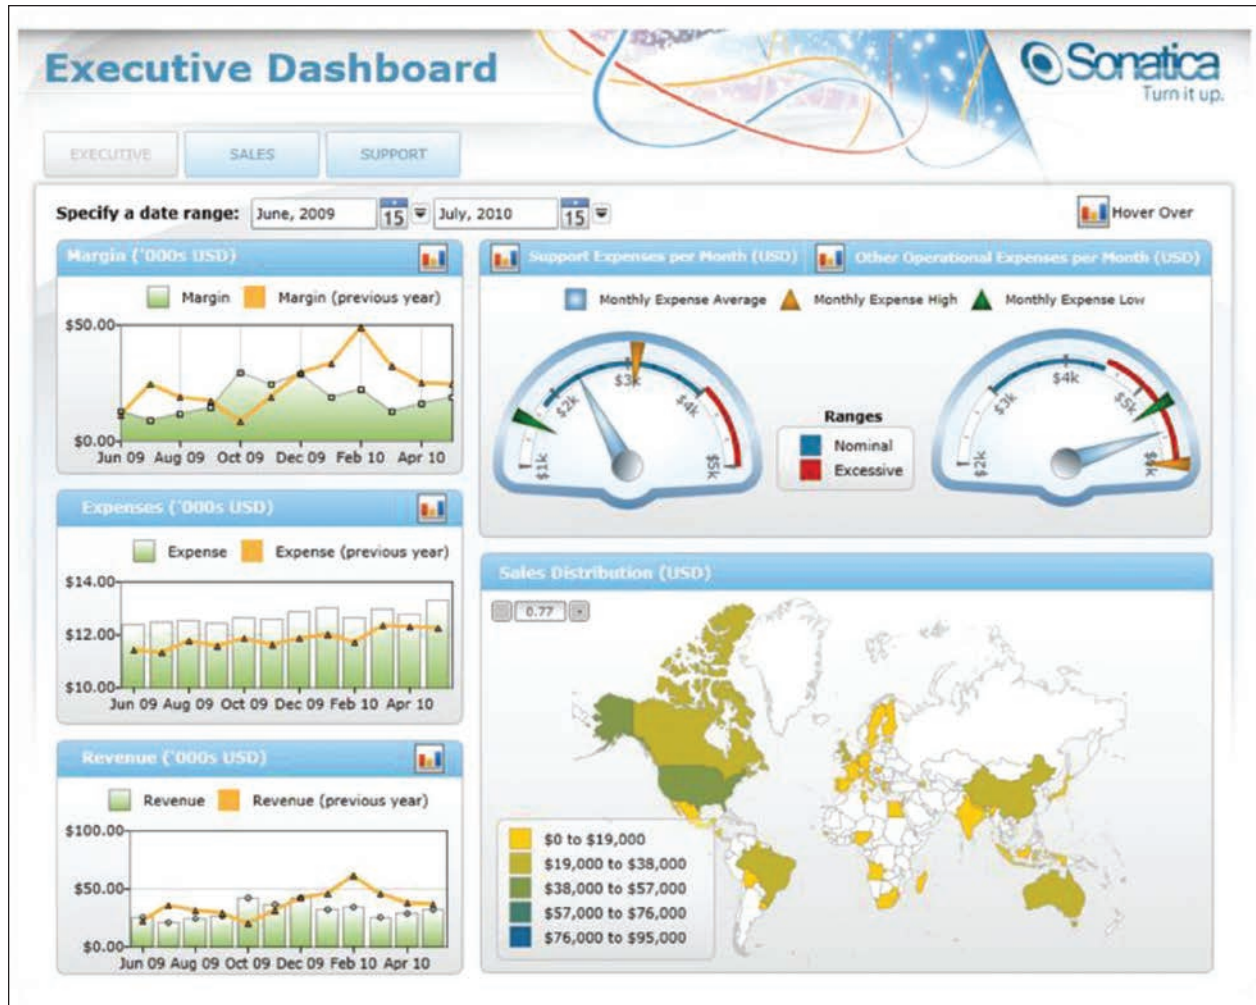 Executive Dashboard
Sonatica
Turn it up.
EXECUTIVE
SALES
SUPPORT
Specify a date range:
June, 2009
15
July, 2010
15
Hover Over
Margin ('000s USD)
Margin
Margin (previous year)
$50.00
$0.00
Jun 09 Aug 09 Oct 09 Dec 09 Feb 10 Apr 10
Expenses ('000s USD)
Expense
Expense (previous year)
$14.00
$12.00
$10.00
Jun 09 Aug 09 Oct 09 Dec 09 Feb 10 Apr 10
Revenue ('000s USD)
Revenue
Revenue (previous year)
$100.00
$50.00
$0.00
Jun 09 Aug 09 Oct 09 Dec 09 Feb 10 Apr 10
Support Expenses per Month (USD)
Other Operational Expenses per Month (USD)
Monthly Expense Average
Monthly Expense High
Monthly Expense Low
$1k
$2k
$3k
$4k
$5k
Ranges
Nominal
Excessive
$2k
$3k
$4k
$5k
$6k
Sales Distribution (USD)
0.77
$0 to $19,000
$19,000 to $38,000
$38,000 to $57,000
$57,000 to $76,000
$76,000 to $95,000